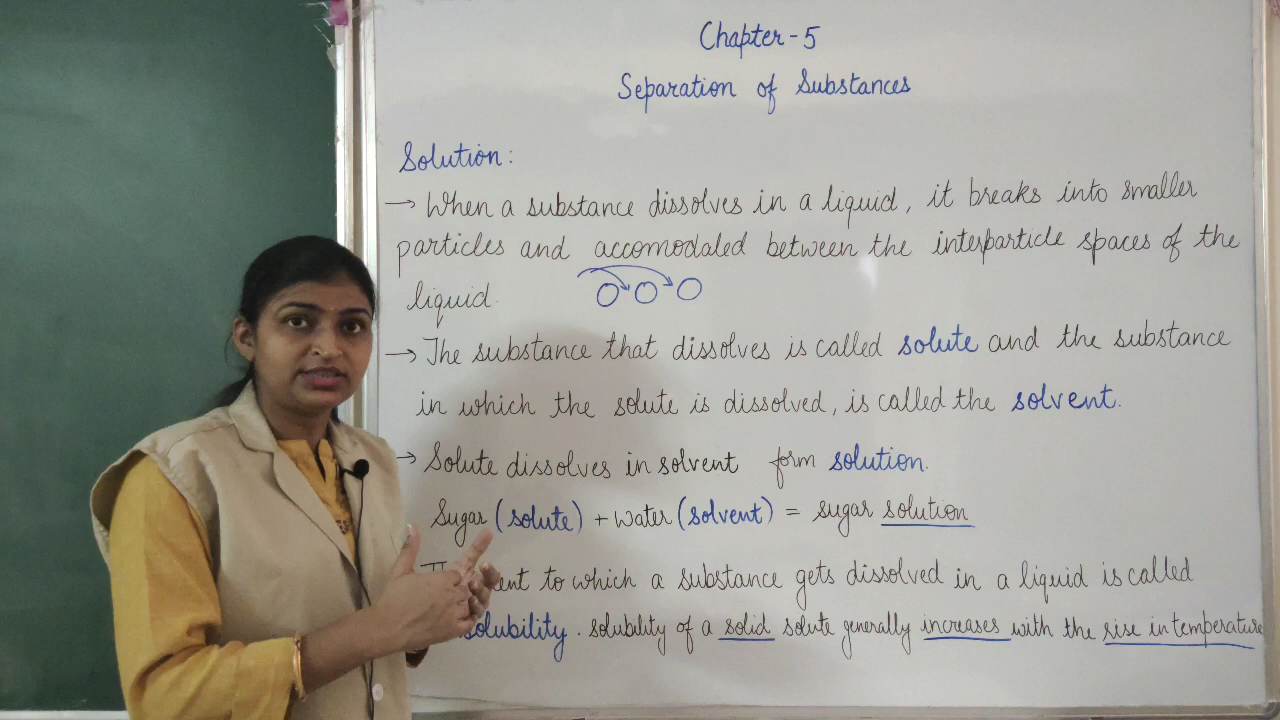 Chapter-5
Separation of Substances
Solution:
→ When a substance dissolves in a liquid, it breaks into smaller
particles and accomodated between the interparticle spaces of the
liquid.
→ The substance that dissolves is called solute and the substance
in which the solute is dissolved, is called the solvent.
→ Solute dissolves in solvent form solution.
Sugar (solute) + water (solvent) = sugar solution
to which a substance gets dissolved in a liquid is called
solubility. solubility of a solid solute generally increases with the rise in temperature